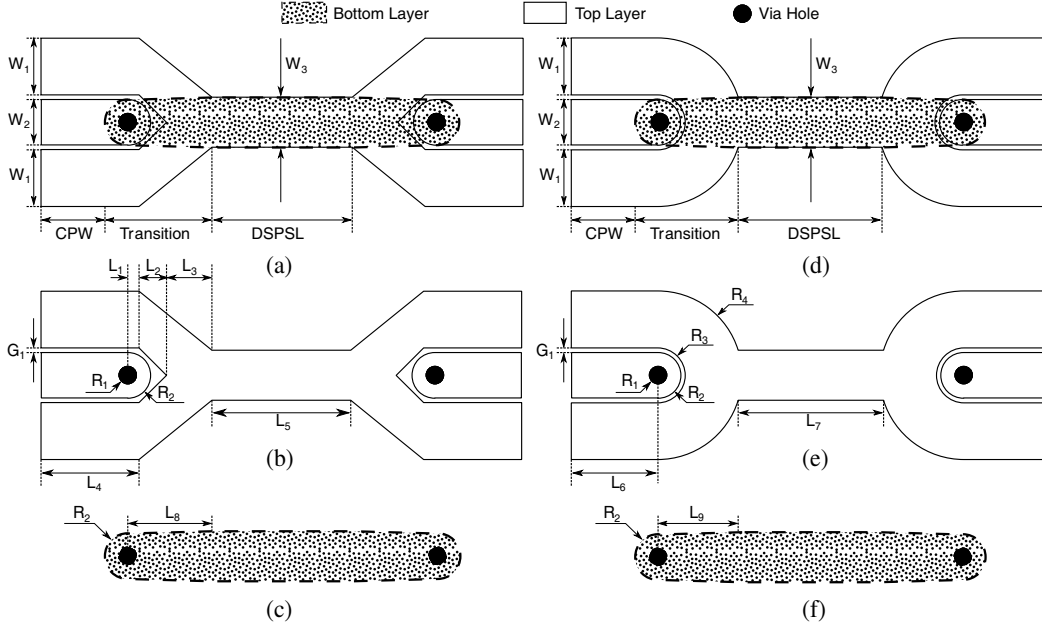 Bottom Layer Top Layer Via Hole
W₁ W₃ W₁ W₃
W₂ W₂
W₁ W₁
CPW Transition DSPSL CPW Transition DSPSL
(a) (d)
L₁ L₂ L₃
R₄
G₁ R₃ G₁
R₁ R₂ R₁ R₂
L₅ L₇
(b) (e)
L₄ L₆
R₂ L₈ R₂ L₉
(c) (f)